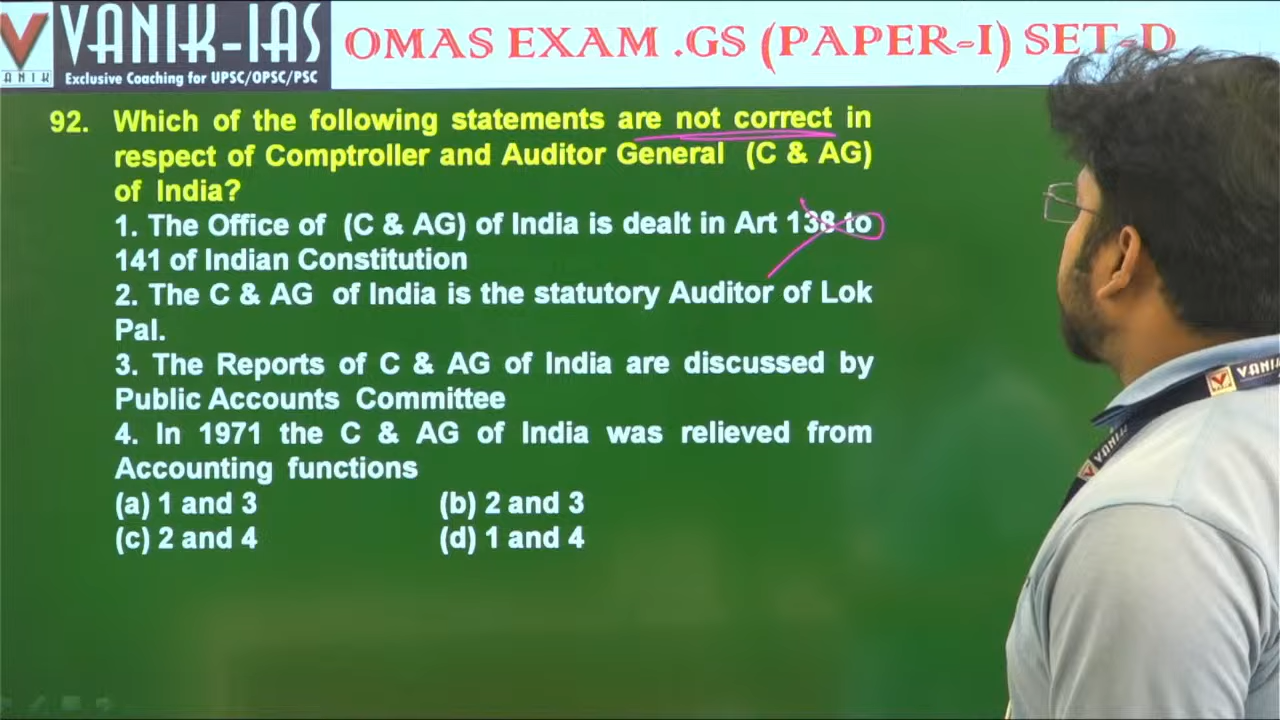 VANIK-IAS
VANIK
Exclusive Coaching for UPSC/OPSC/PSC
OMAS EXAM .GS (PAPER-I) SET-D
92. Which of the following statements are not correct in
respect of Comptroller and Auditor General (C & AG)
of India?
1. The Office of (C & AG) of India is dealt in Art 138 to
141 of Indian Constitution
2. The C & AG of India is the statutory Auditor of Lok
Pal.
3. The Reports of C & AG of India are discussed by
Public Accounts Committee
4. In 1971 the C & AG of India was relieved from
Accounting functions
(a) 1 and 3 (b) 2 and 3
(c) 2 and 4 (d) 1 and 4